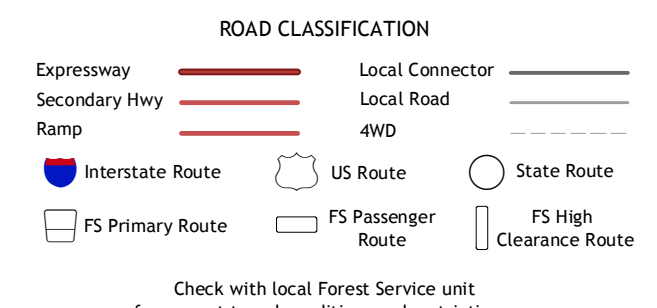 ROAD CLASSIFICATION
Expressway
Local Connector
Secondary Hwy
Local Road
Ramp
4WD
Interstate Route
US Route
State Route
FS Primary Route
FS Passenger
Route
FS High
Clearance Route
Check with local Forest Service unit